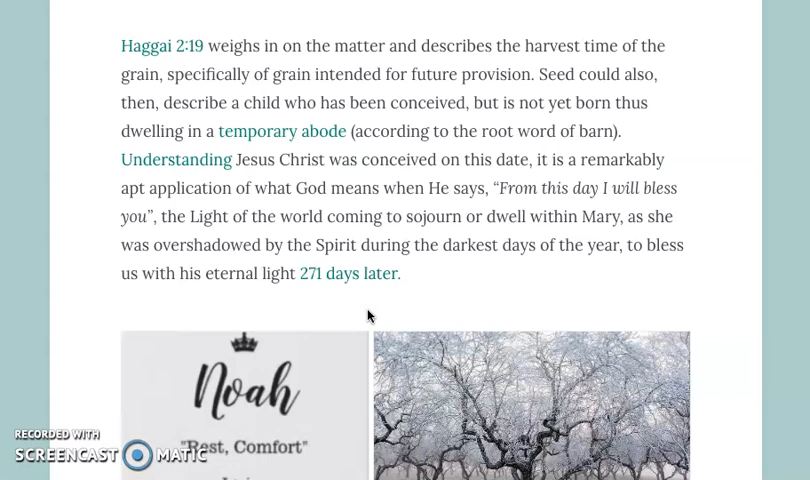 Haggai 2:19 weighs in on the matter and describes the harvest time of the
grain, specifically of grain intended for future provision. Seed could also,
then, describe a child who has been conceived, but is not yet born thus
dwelling in a temporary abode (according to the root word of barn).
Understanding Jesus Christ was conceived on this date, it is a remarkably
apt application of what God means when He says, “From this day I will bless
you”, the Light of the world coming to sojourn or dwell within Mary, as she
was overshadowed by the Spirit during the darkest days of the year, to bless
us with his eternal light 271 days later.
Noah
"Rest, Comfort"
RECORDED WITH
SCREENCAST MATIC